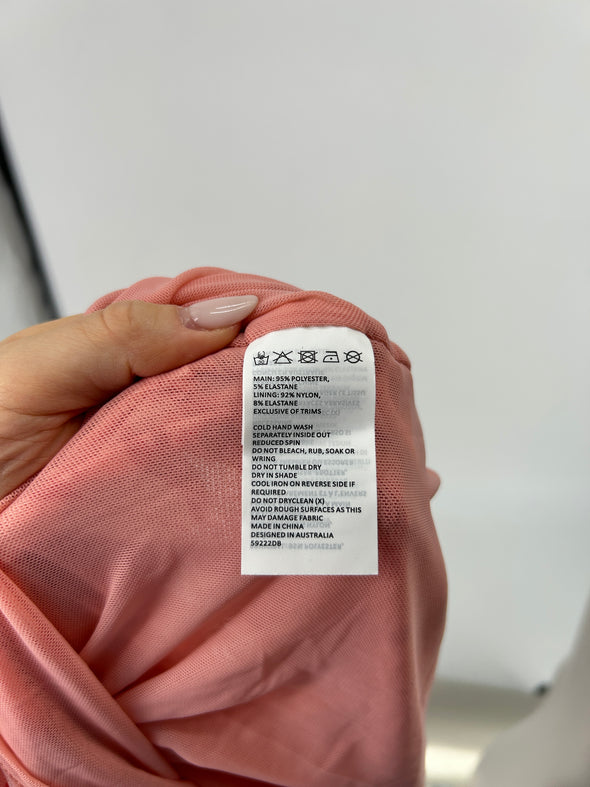 MAIN: 95% POLYESTER,
5% ELASTANE
LINING: 92% NYLON,
8% ELASTANE
EXCLUSIVE OF TRIMS
COLD HAND WASH
SEPARATELY INSIDE OUT
REDUCED SPIN
DO NOT BLEACH, RUB, SOAK OR
WRING
DO NOT TUMBLE DRY
DRY IN SHADE
COOL IRON ON REVERSE SIDE IF
REQUIRED
DO NOT DRYCLEAN (X)
AVOID ROUGH SURFACES AS THIS
MAY DAMAGE FABRIC
MADE IN CHINA
DESIGNED IN AUSTRALIA
59222DB